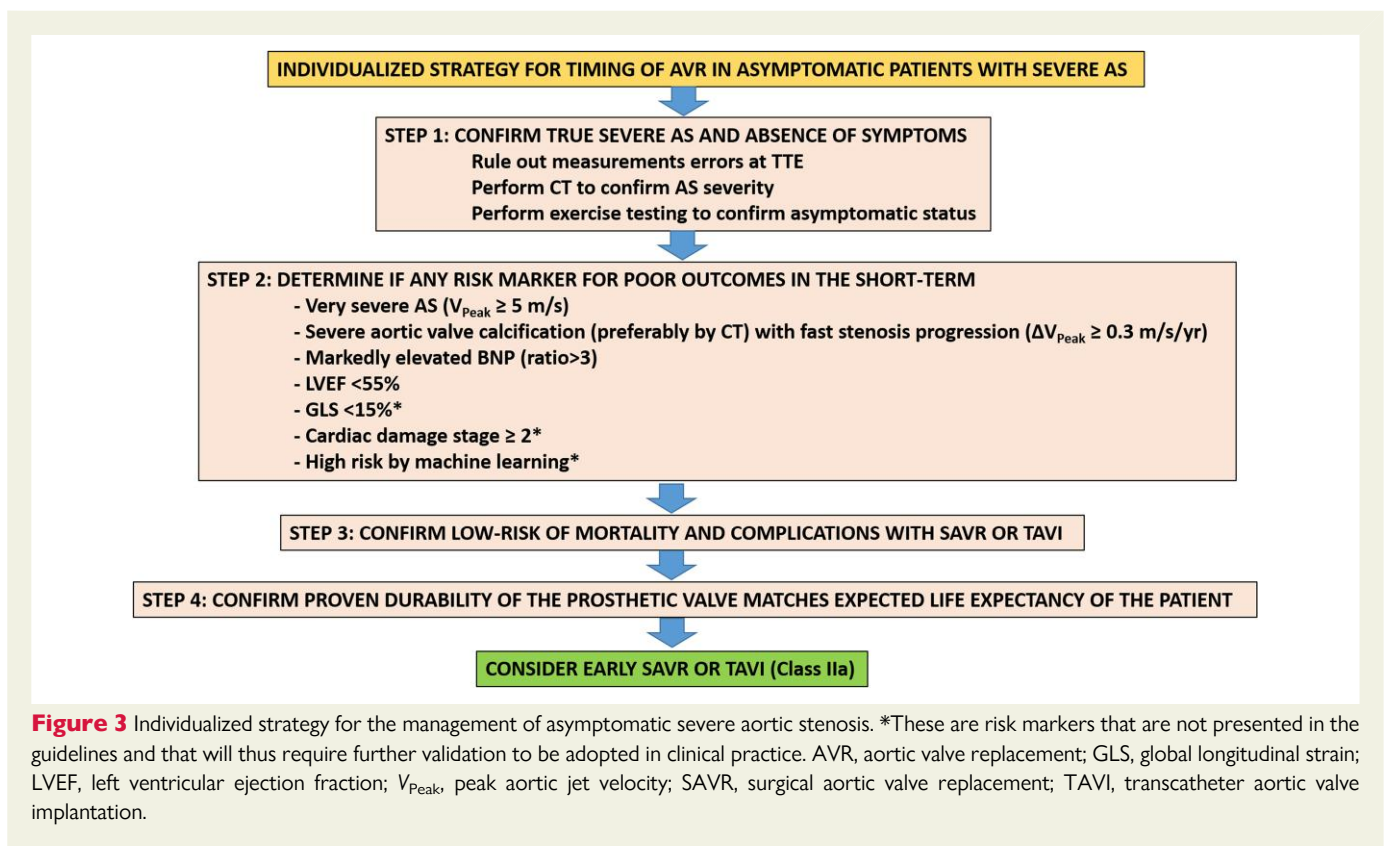 INDIVIDUALIZED STRATEGY FOR TIMING OF AVR IN ASYMPTOMATIC PATIENTS WITH SEVERE AS
STEP 1: CONFIRM TRUE SEVERE AS AND ABSENCE OF SYMPTOMS
Rule out measurements errors at TTE
Perform CT to confirm AS severity
Perform exercise testing to confirm asymptomatic status
STEP 2: DETERMINE IF ANY RISK MARKER FOR POOR OUTCOMES IN THE SHORT-TERM
- Very severe AS (VPeak ≥ 5 m/s)
- Severe aortic valve calcification (preferably by CT) with fast stenosis progression (ΔVPeak ≥ 0.3 m/s/yr)
- Markedly elevated BNP (ratio>3)
- LVEF <55%
- GLS <15%*
- Cardiac damage stage ≥ 2*
- High risk by machine learning*
STEP 3: CONFIRM LOW-RISK OF MORTALITY AND COMPLICATIONS WITH SAVR OR TAVI
STEP 4: CONFIRM PROVEN DURABILITY OF THE PROSTHETIC VALVE MATCHES EXPECTED LIFE EXPECTANCY OF THE PATIENT
CONSIDER EARLY SAVR OR TAVI (Class IIa)
Figure 3 Individualized strategy for the management of asymptomatic severe aortic stenosis. *These are risk markers that are not presented in the
guidelines and that will thus require further validation to be adopted in clinical practice. AVR, aortic valve replacement; GLS, global longitudinal strain;
LVEF, left ventricular ejection fraction; VPeak, peak aortic jet velocity; SAVR, surgical aortic valve replacement; TAVI, transcatheter aortic valve
implantation.